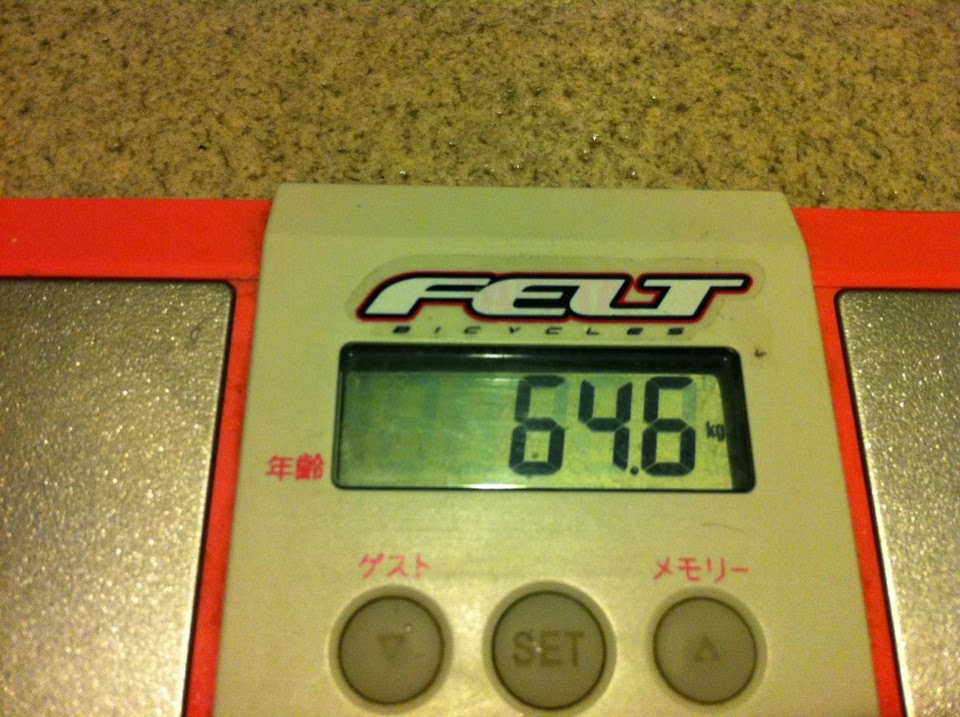 FELT
BICYCLES
64.6 kg
年齢
ゲスト メモリー
▽ SET △